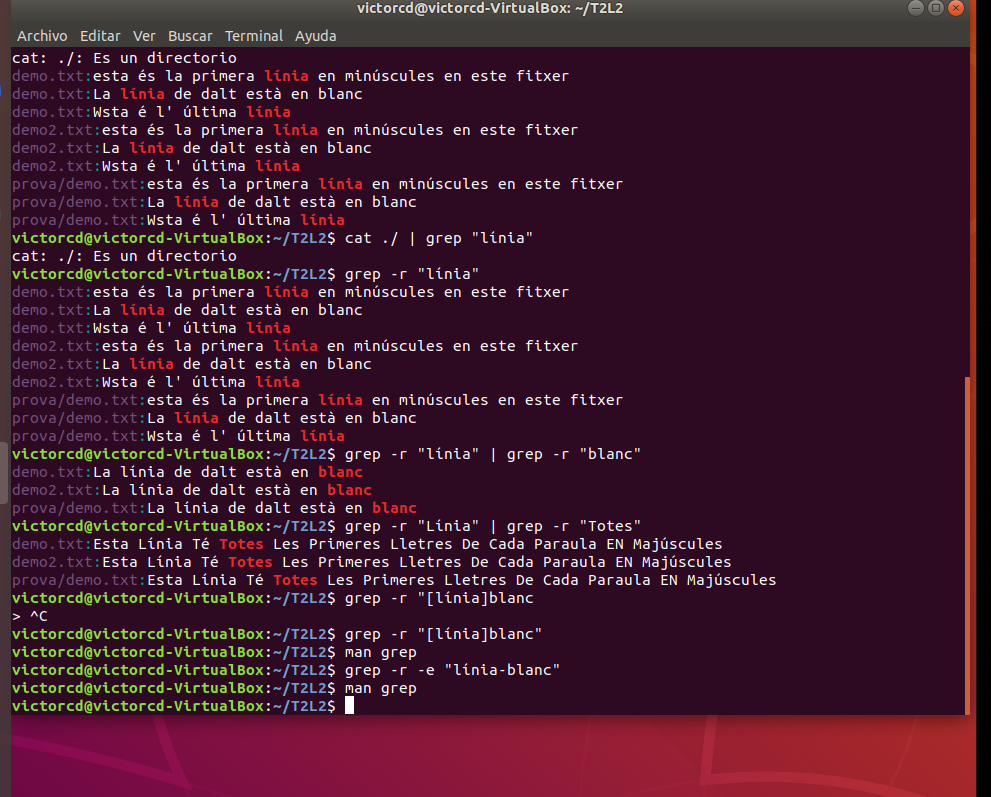 victorcd@victorcd-VirtualBox: ~/T2L2
Archivo Editar Ver Buscar Terminal Ayuda
cat: ./: Es un directorio
demo.txt:esta és la primera línia en minúscules en este fitxer
demo.txt:La línia de dalt està en blanc
demo.txt:Wsta é l' última línia
demo2.txt:esta és la primera línia en minúscules en este fitxer
demo2.txt:La línia de dalt està en blanc
demo2.txt:Wsta é l' última línia
prova/demo.txt:esta és la primera línia en minúscules en este fitxer
prova/demo.txt:La línia de dalt està en blanc
prova/demo.txt:Wsta é l' última línia
victorcd@victorcd-VirtualBox:~/T2L2$ cat ./ | grep "línia"
cat: ./: Es un directorio
victorcd@victorcd-VirtualBox:~/T2L2$ grep -r "línia"
demo.txt:esta és la primera línia en minúscules en este fitxer
demo.txt:La línia de dalt està en blanc
demo.txt:Wsta é l' última línia
demo2.txt:esta és la primera línia en minúscules en este fitxer
demo2.txt:La línia de dalt està en blanc
demo2.txt:Wsta é l' última línia
prova/demo.txt:esta és la primera línia en minúscules en este fitxer
prova/demo.txt:La línia de dalt està en blanc
prova/demo.txt:Wsta é l' última línia
victorcd@victorcd-VirtualBox:~/T2L2$ grep -r "línia" | grep -r "blanc"
demo.txt:La línia de dalt està en blanc
demo2.txt:La línia de dalt està en blanc
prova/demo.txt:La línia de dalt està en blanc
victorcd@victorcd-VirtualBox:~/T2L2$ grep -r "Línia" | grep -r "Totes"
demo.txt:Esta Línia Té Totes Les Primeres Lletres De Cada Paraula EN Majúscules
demo2.txt:Esta Línia Té Totes Les Primeres Lletres De Cada Paraula EN Majúscules
prova/demo.txt:Esta Línia Té Totes Les Primeres Lletres De Cada Paraula EN Majúscules
victorcd@victorcd-VirtualBox:~/T2L2$ grep -r "[línia]blanc
> ^C
victorcd@victorcd-VirtualBox:~/T2L2$ grep -r "[línia]blanc"
victorcd@victorcd-VirtualBox:~/T2L2$ man grep
victorcd@victorcd-VirtualBox:~/T2L2$ grep -r -e "línia-blanc"
victorcd@victorcd-VirtualBox:~/T2L2$ man grep
victorcd@victorcd-VirtualBox:~/T2L2$